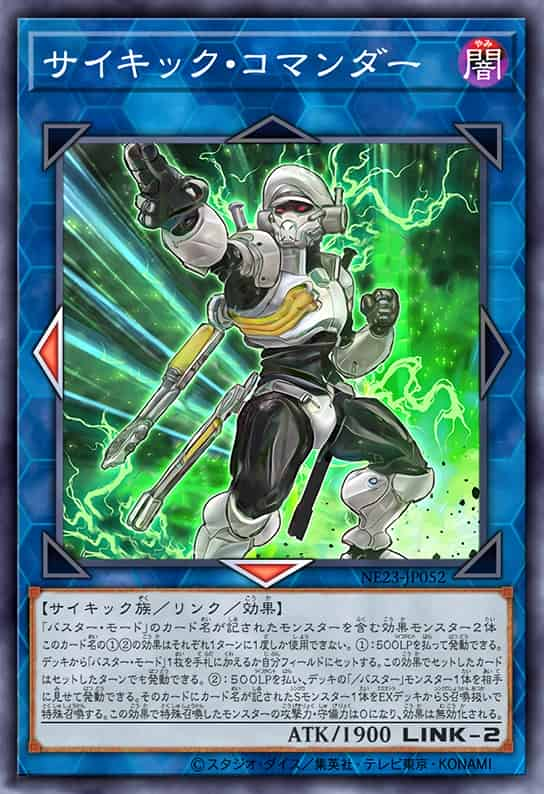 サイキック・コマンダー
やみ
闇
NE23-JP052
【サイキック族／リンク／効果】
「バスター・モード」のカード名が記されたモンスターを含む効果モンスター2体
このカード名の①②の効果はそれぞれ1ターンに1度しか使用できない。①：500LPを払って発動できる。
デッキから「バスター・モード」1枚を手札に加えるか自分フィールドにセットする。この効果でセットしたカード
はセットしたターンでも発動できる。②：500LPを払い、デッキの「／バスター」モンスター1体を相手
に見せて発動できる。そのカードにカード名が記されたSモンスター1体をEXデッキからS召喚扱いで
特殊召喚する。この効果で特殊召喚したモンスターの攻撃力・守備力は0になり、効果は無効化される。
ATK/1900 LINK-2
©スタジオ・ダイス／集英社・テレビ東京・KONAMI